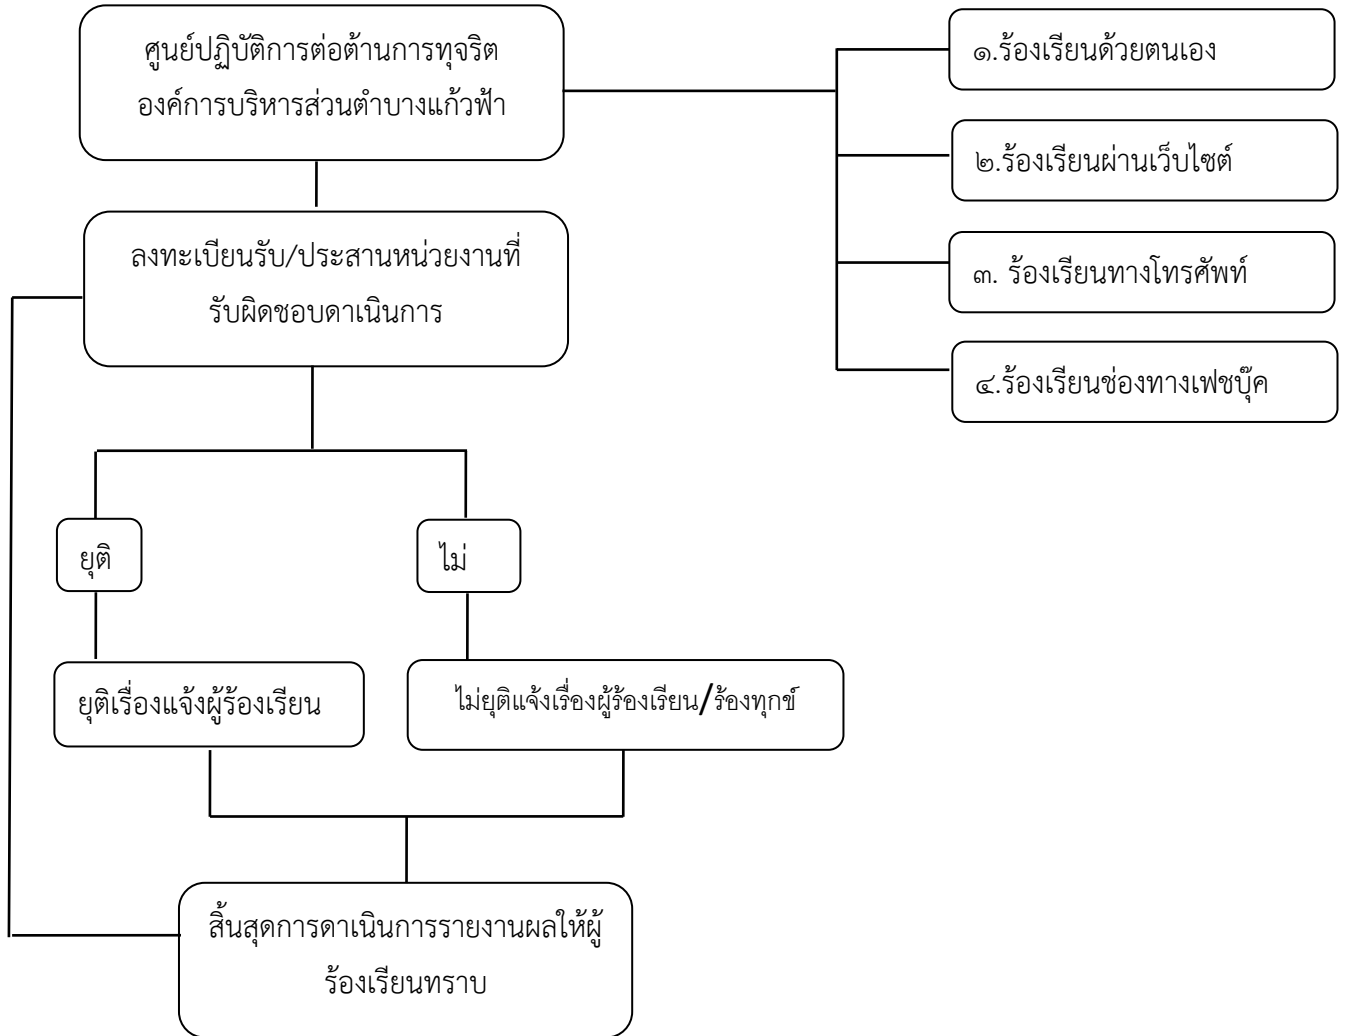 ศูนย์ปฏิบัติการต่อต้านการทุจริต
องค์การบริหารส่วนตำบางแก้วฟ้า
๑.ร้องเรียนด้วยตนเอง
๒.ร้องเรียนผ่านเว็บไซต์
๓. ร้องเรียนทางโทรศัพท์
๔.ร้องเรียนช่องทางเฟชบุ๊ค
ลงทะเบียนรับ/ประสานหน่วยงานที่
รับผิดชอบดาเนินการ
ยุติ
ไม่
ยุติเรื่องแจ้งผู้ร้องเรียน
ไม่ยุติแจ้งเรื่องผู้ร้องเรียน/ร้องทุกข์
สิ้นสุดการดาเนินการรายงานผลให้ผู้
ร้องเรียนทราบ